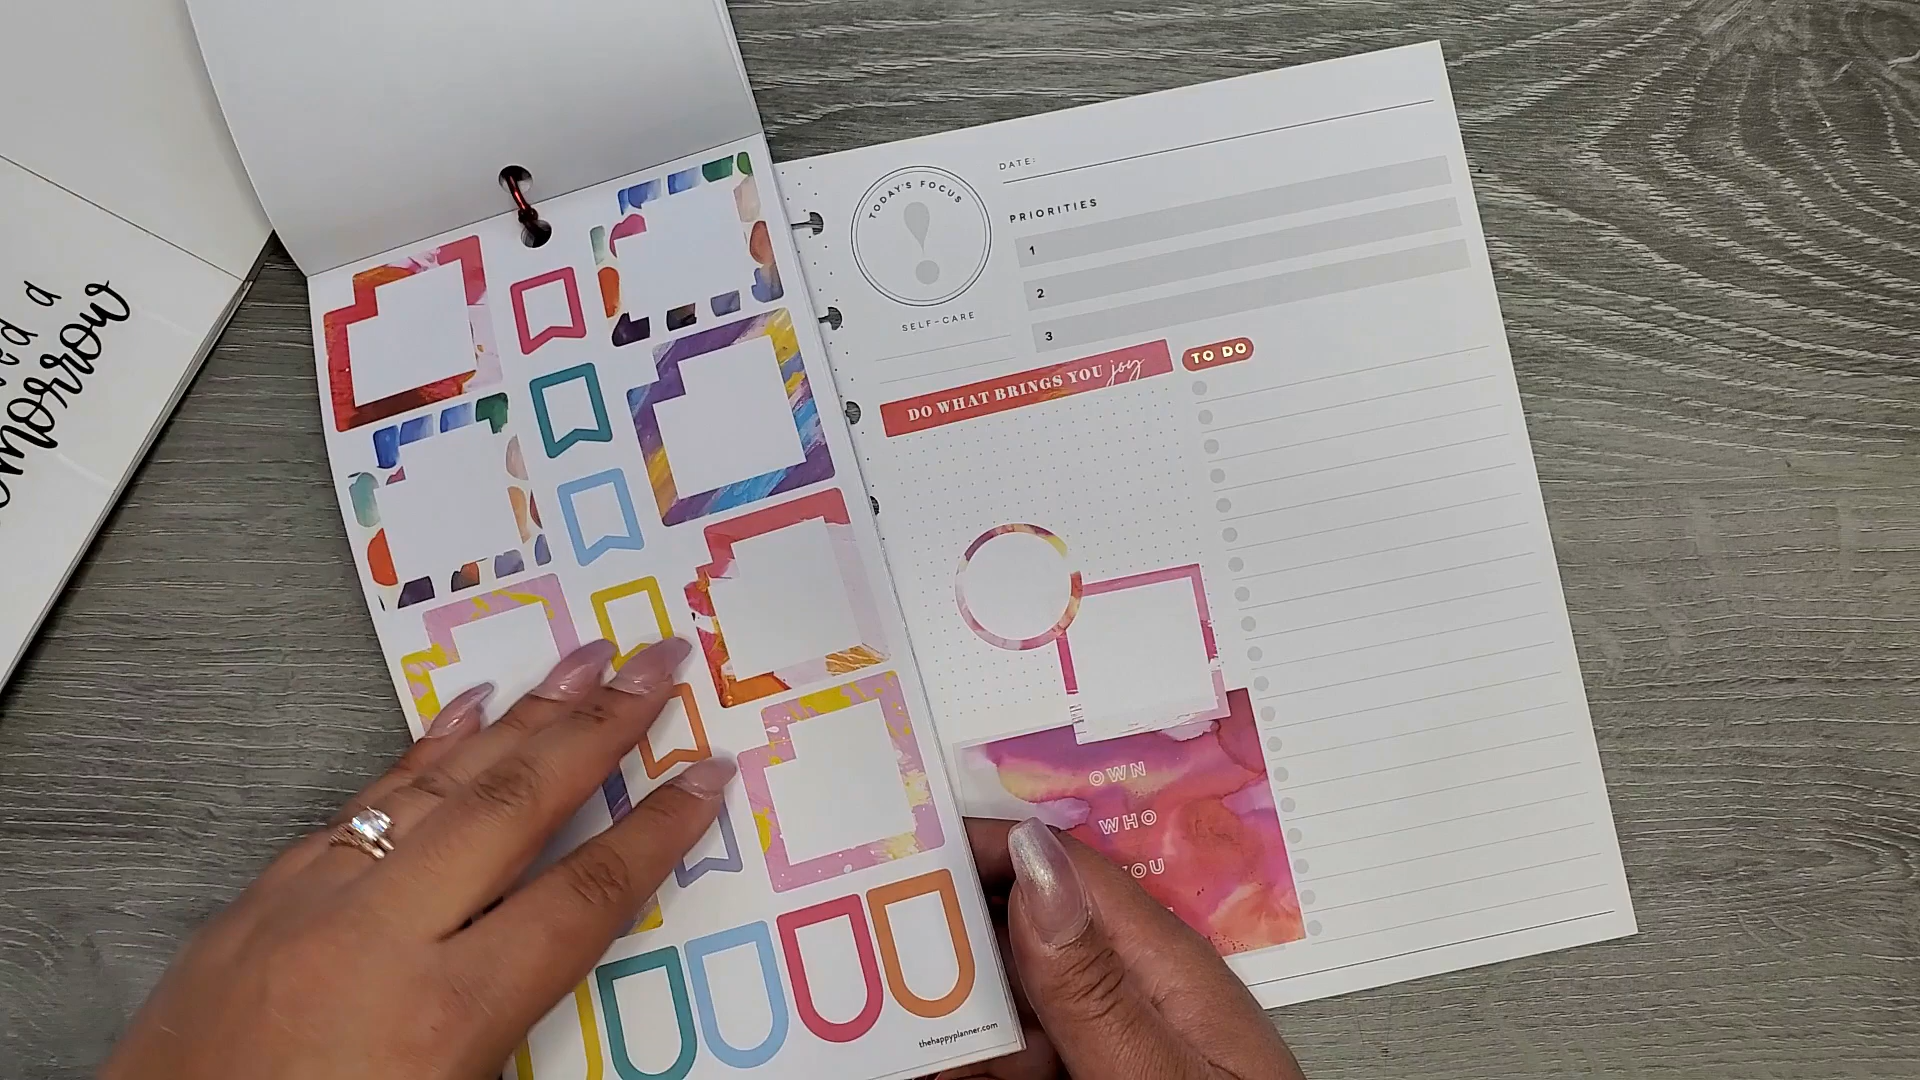 morrow
DATE:
TODAY'S FOCUS
PRIORITIES
1
2
3
SELF-CARE
DO WHAT BRINGS YOU joy
TO DO
OWN
WHO
YOU
thehappyplanner.com